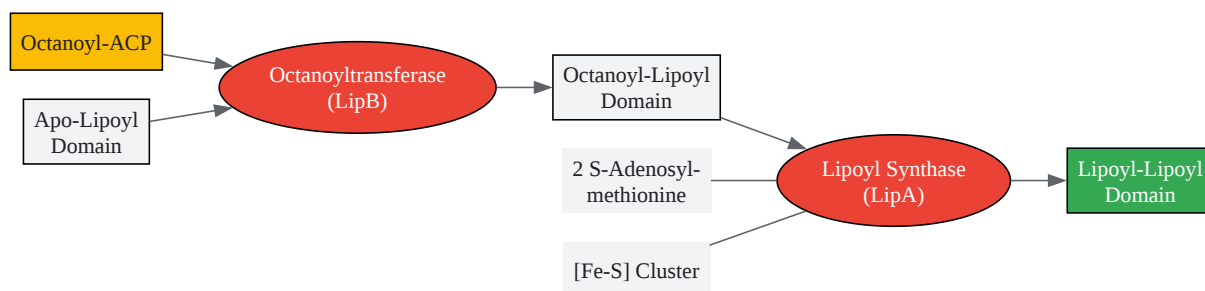 Octanoyl-ACP
Apo-Lipoyl
Domain
Octanoyltransferase
(LipB)
Octanoyl-Lipoyl
Domain
2 S-Adenosyl-
methionine
[Fe-S] Cluster
Lipoyl Synthase
(LipA)
Lipoyl-Lipoyl
Domain